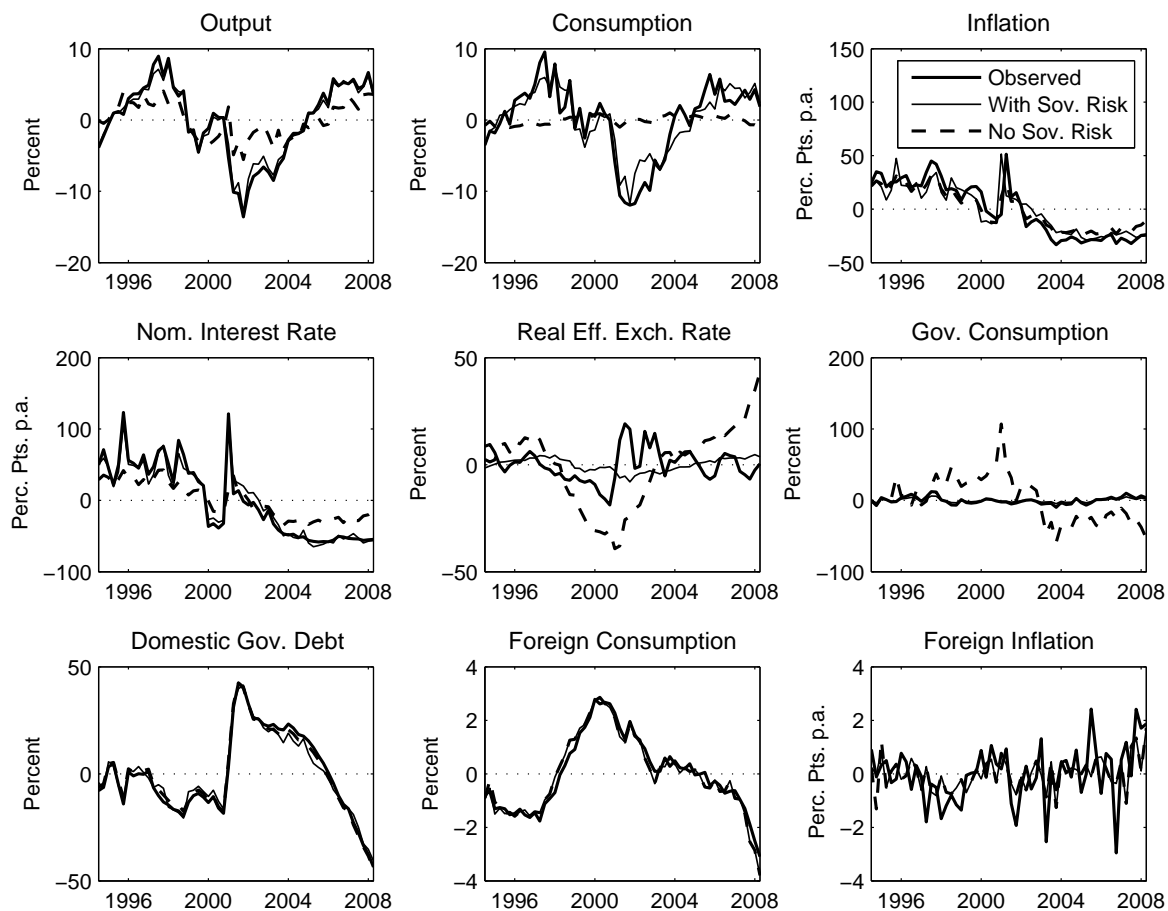 Output
Percent
10
0
−10
−20
1996 2000 2004 2008
Consumption
Percent
10
0
−10
−20
1996 2000 2004 2008
Inflation
Perc. Pts. p.a.
150
100
50
0
−50
1996 2000 2004 2008
Observed
With Sov. Risk
No Sov. Risk
Nom. Interest Rate
Perc. Pts. p.a.
200
100
0
−100
1996 2000 2004 2008
Real Eff. Exch. Rate
Percent
50
0
−50
1996 2000 2004 2008
Gov. Consumption
Percent
200
100
0
−100
1996 2000 2004 2008
Domestic Gov. Debt
Percent
50
0
−50
1996 2000 2004 2008
Foreign Consumption
Percent
4
2
0
−2
−4
1996 2000 2004 2008
Foreign Inflation
Perc. Pts. p.a.
4
2
0
−2
−4
1996 2000 2004 2008